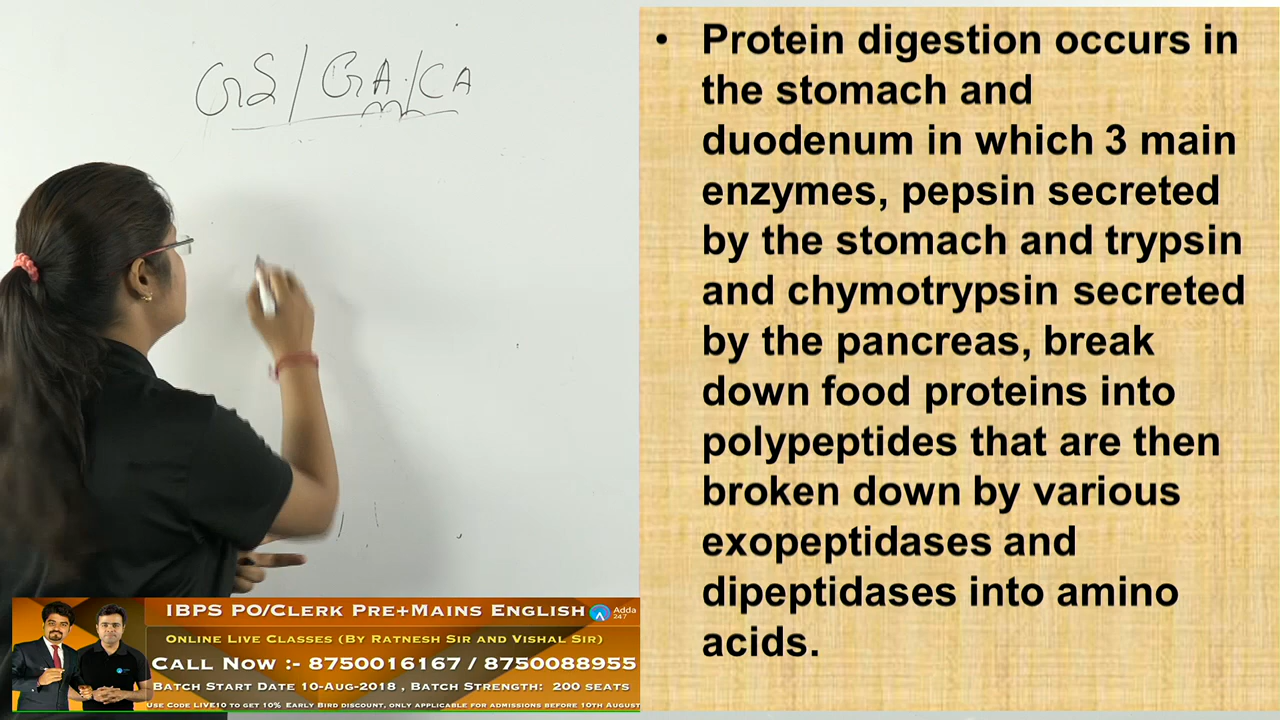 GS / GA / CA
• Protein digestion occurs in
the stomach and
duodenum in which 3 main
enzymes, pepsin secreted
by the stomach and trypsin
and chymotrypsin secreted
by the pancreas, break
down food proteins into
polypeptides that are then
broken down by various
exopeptidases and
dipeptidases into amino
acids.
IBPS PO/Clerk Pre+Mains English
Adda
247
Online Live Classes (By Ratnesh Sir and Vishal Sir)
Call Now :- 8750016167 / 8750088955
Batch Start Date 10-Aug-2018 , Batch Strength: 200 seats
Use Code LIVE10 to get 10% Early Bird discount, only applicable for admissions before 10th August